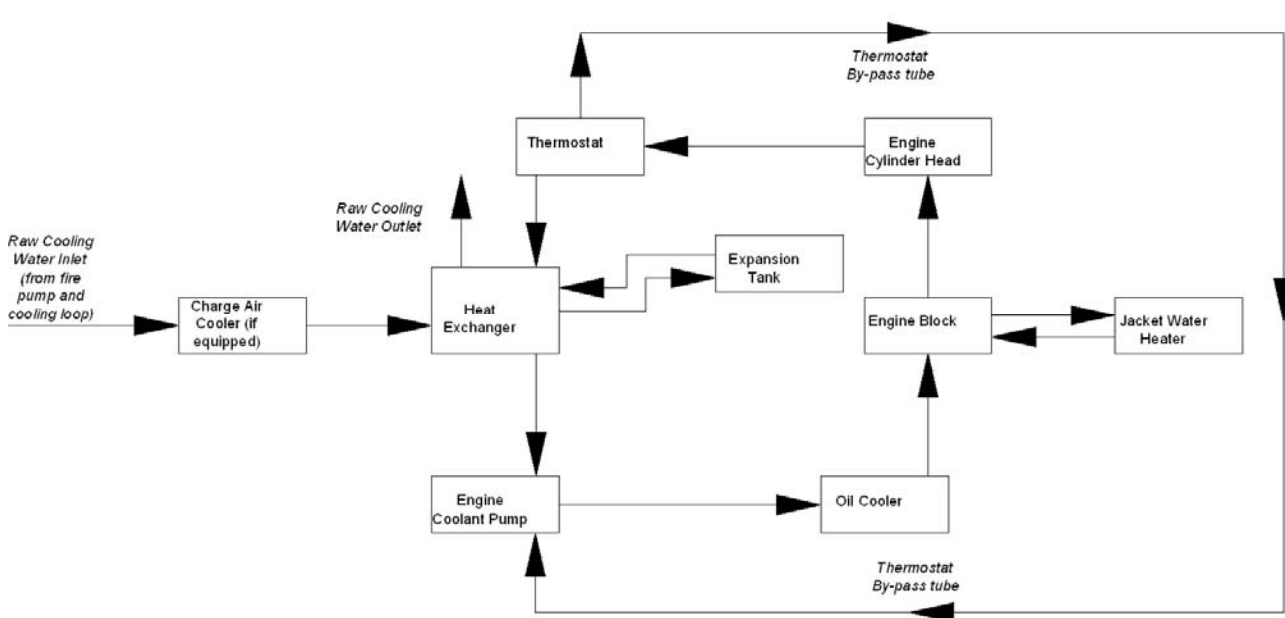 Thermostat
By-pass tube
Thermostat
Engine
Cylinder Head
Raw Cooling
Water Outlet
Raw Cooling
Water Inlet
(from fire
pump and
cooling loop)
Expansion
Tank
Charge Air
Cooler (if
equipped)
Heat
Exchanger
Engine Block
Jacket Water
Heater
Engine
Coolant Pump
Oil Cooler
Thermostat
By-pass tube